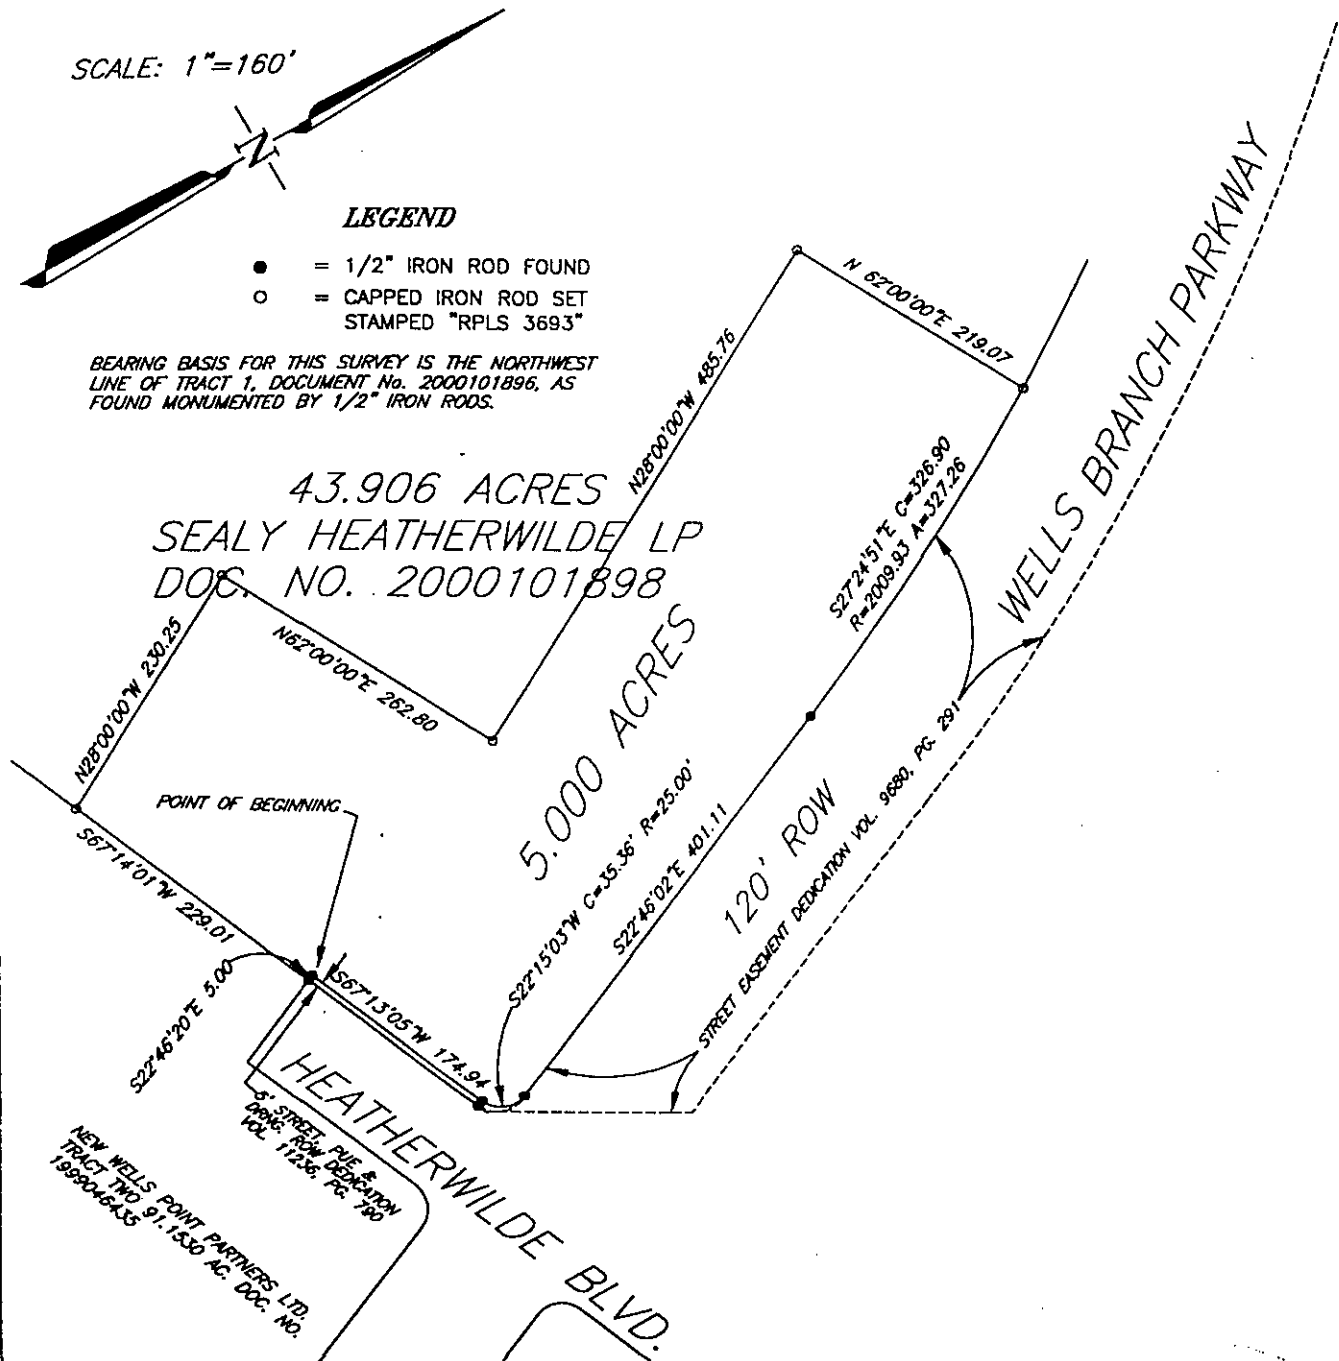 SCALE: 1"=160'
N
LEGEND
= 1/2" IRON ROD FOUND
= CAPPED IRON ROD SET
STAMPED "RPLS 3693"
BEARING BASIS FOR THIS SURVEY IS THE NORTHWEST
LINE OF TRACT 1, DOCUMENT No. 2000101896, AS
FOUND MONUMENTED BY 1/2" IRON RODS.
N 62°00'00"E 219.07
N28°00'00"W 485.76
WELLS BRANCH PARKWAY
43.906 ACRES
SEALY HEATHERWILDE LP
DOC. NO. 2000101898
S27°24'51"E C=326.90
R=2009.93 A=327.26
N28°00'00"W 230.25
N62°00'00"E 262.80
5.000 ACRES
POINT OF BEGINNING
S67°14'01"W 229.01
S22°15'03"W C=35.36' R=25.00'
S22°46'02"E 401.11
120' ROW
STREET EASEMENT DEDICATION VOL. 9680, PG. 291
S22°46'20"E 5.00
S67°13'05"W 174.94
HEATHERWILDE BLVD.
5' STREET, PUE &
DRNG. ROW DEDICATION
VOL. 11236, PG. 790
NEW WELLS POINT PARTNERS LTD.
TRACT TWO 91.1530 AC. DOC. NO.
1999046435